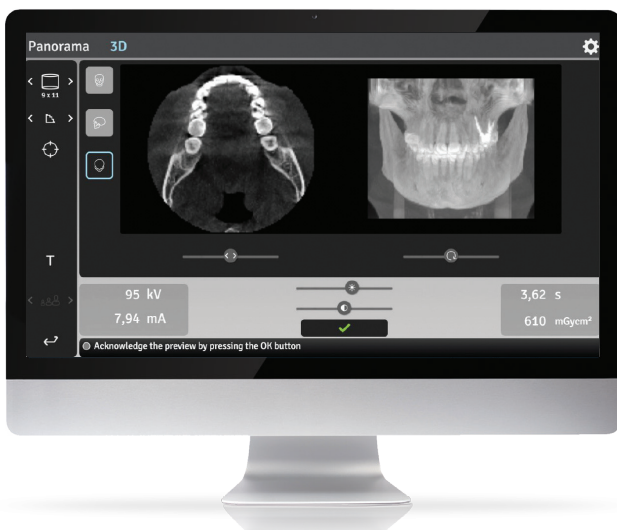 Panorama 3D
9 x 11
T
95 kV
7,94 mA
3,62 s
610 mGycm²
Acknowledge the preview by pressing the OK button